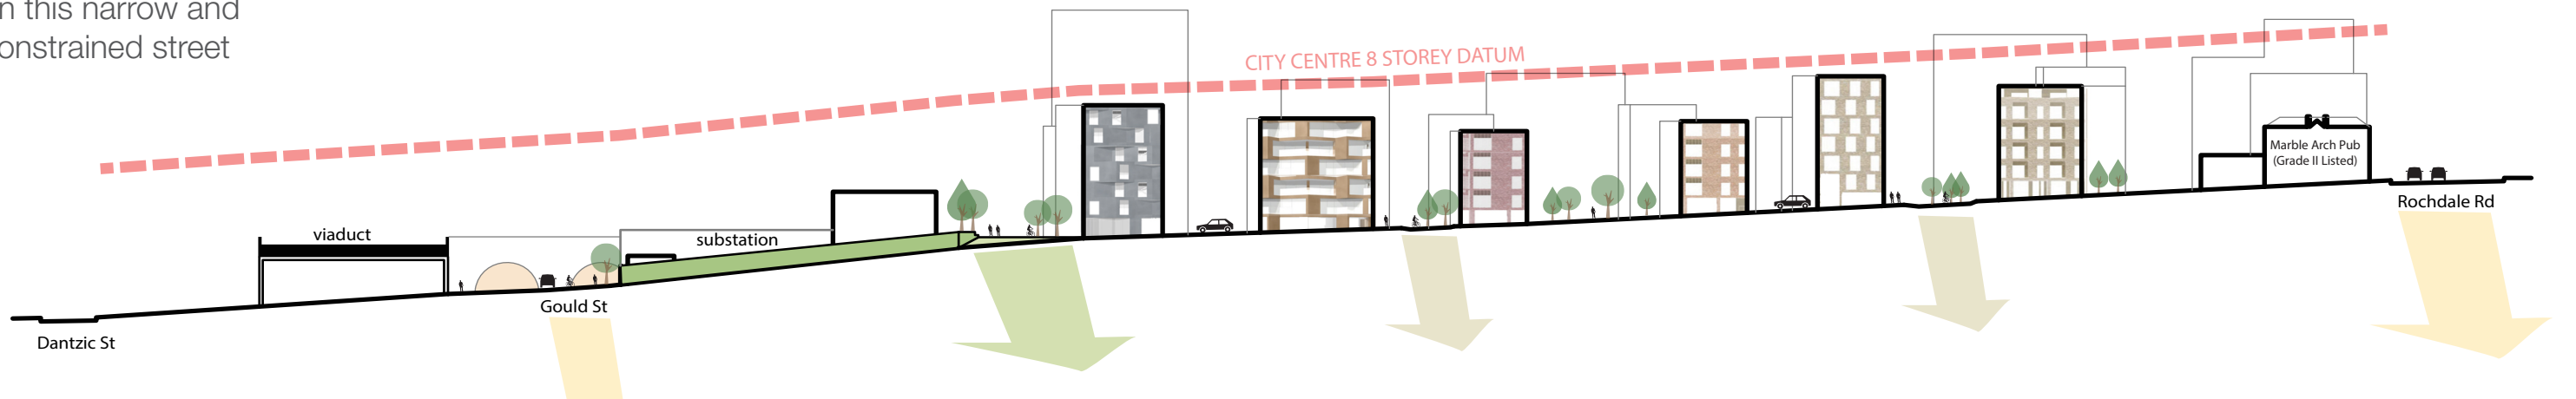 n this narrow and
onstrained street
CITY CENTRE 8 STOREY DATUM
viaduct
substation
Gould St
Dantzic St
Marble Arch Pub
(Grade II Listed)
Rochdale Rd